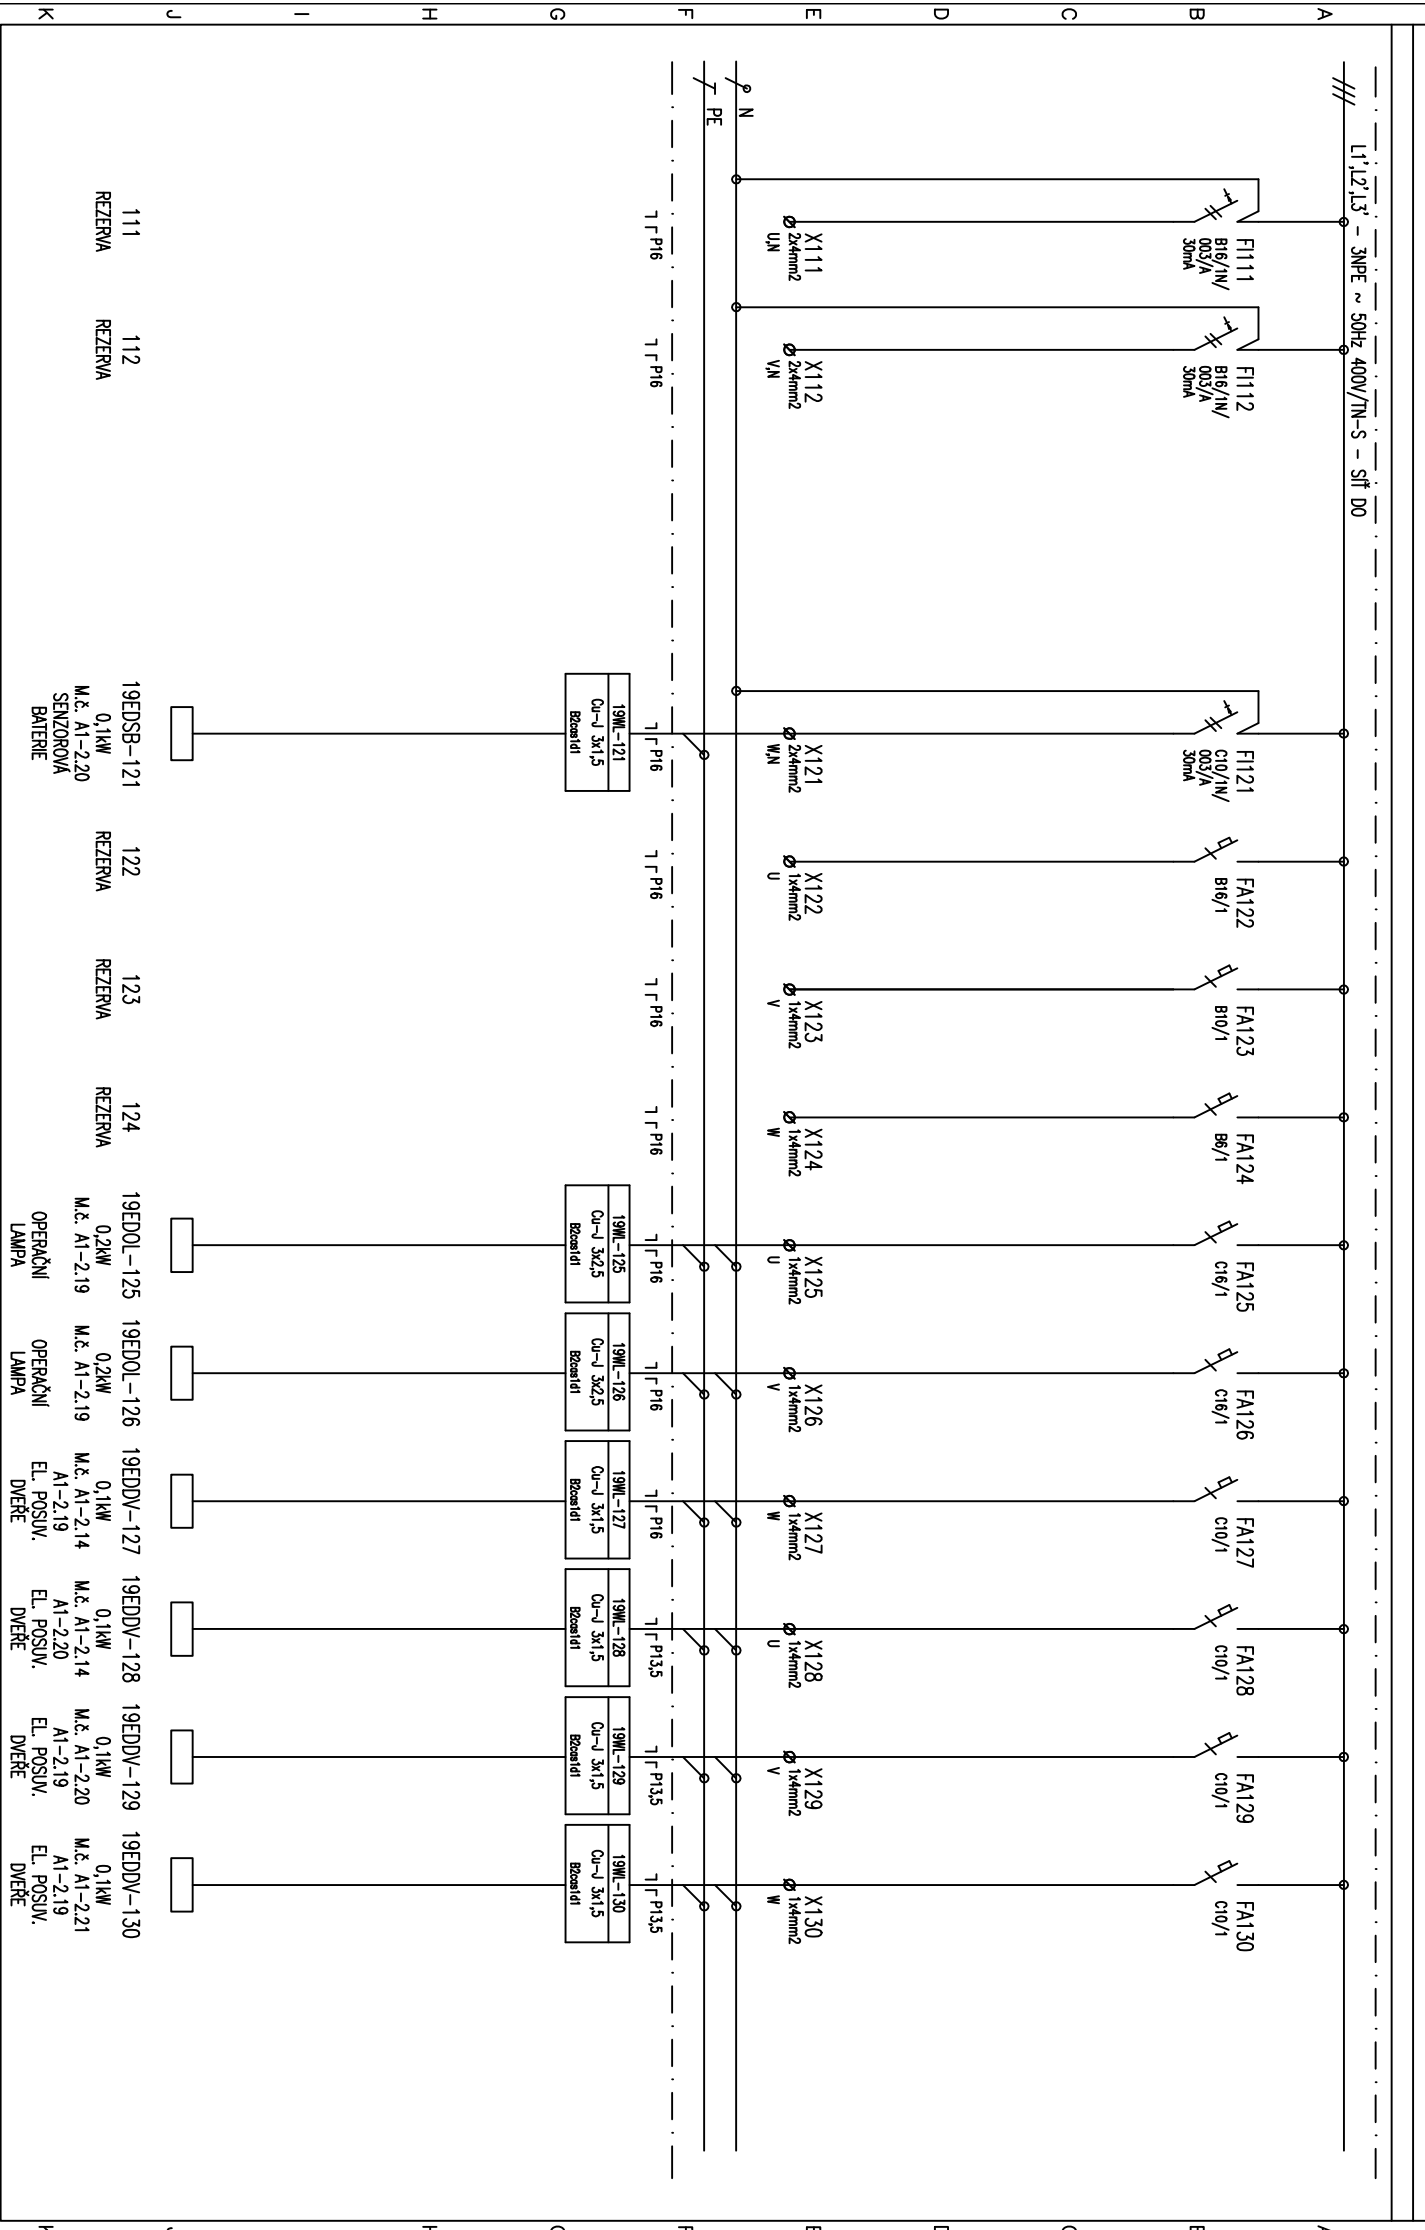 A
B
C
D
E
F
G
H
I
J
K
L1',L2',L3' – 3NPE ~ 50Hz 400V/TN–S – SÍŤ DO
FI111
B16/1N/
003/A
30mA
FI112
B16/1N/
003/A
30mA
FI121
C10/1N/
003/A
30mA
FA122
B16/1
FA123
B10/1
FA124
B6/1
FA125
C16/1
FA126
C16/1
FA127
C10/1
FA128
C10/1
FA129
C10/1
FA130
C10/1
X111
2x4mm2
U,N
X112
2x4mm2
V,N
X121
2x4mm2
W,N
X122
1x4mm2
U
X123
1x4mm2
V
X124
1x4mm2
W
X125
1x4mm2
U
X126
1x4mm2
V
X127
1x4mm2
W
X128
1x4mm2
U
X129
1x4mm2
V
X130
1x4mm2
W
N
PE
P16
P16
P16
P16
P16
P16
P16
P16
P16
P13,5
P13,5
P13,5
19WL–121
Cu–J 3x1,5
B2cas1d1
19WL–125
Cu–J 3x2,5
B2cas1d1
19WL–126
Cu–J 3x2,5
B2cas1d1
19WL–127
Cu–J 3x1,5
B2cas1d1
19WL–128
Cu–J 3x1,5
B2cas1d1
19WL–129
Cu–J 3x1,5
B2cas1d1
19WL–130
Cu–J 3x1,5
B2cas1d1
111
REZERVA
112
REZERVA
19EDSB–121
0,1kW
M.č. A1–2.20
SENZOROVÁ
BATERIE
122
REZERVA
123
REZERVA
124
REZERVA
19EDOL–125
0,2kW
M.č. A1–2.19
OPERAČNÍ
LAMPA
19EDOL–126
0,2kW
M.č. A1–2.19
OPERAČNÍ
LAMPA
19EDDV–127
0,1kW
M.č. A1–2.14
A1–2.19
EL. POSUV.
DVEŘE
19EDDV–128
0,1kW
M.č. A1–2.14
A1–2.20
EL. POSUV.
DVEŘE
19EDDV–129
0,1kW
M.č. A1–2.20
A1–2.19
EL. POSUV.
DVEŘE
19EDDV–130
0,1kW
M.č. A1–2.21
A1–2.19
EL. POSUV.
DVEŘE